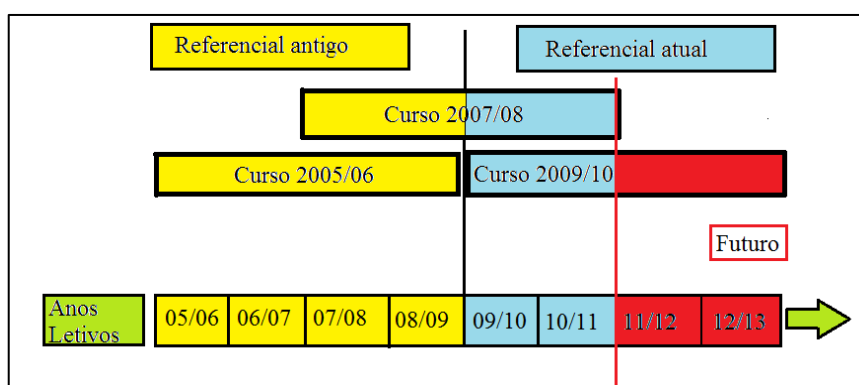 Referencial antigo
Referencial atual
Curso 2007/08
Curso 2005/06
Curso 2009/10
Futuro
Anos
Letivos
05/06 06/07 07/08 08/09 09/10 10/11 11/12 12/13